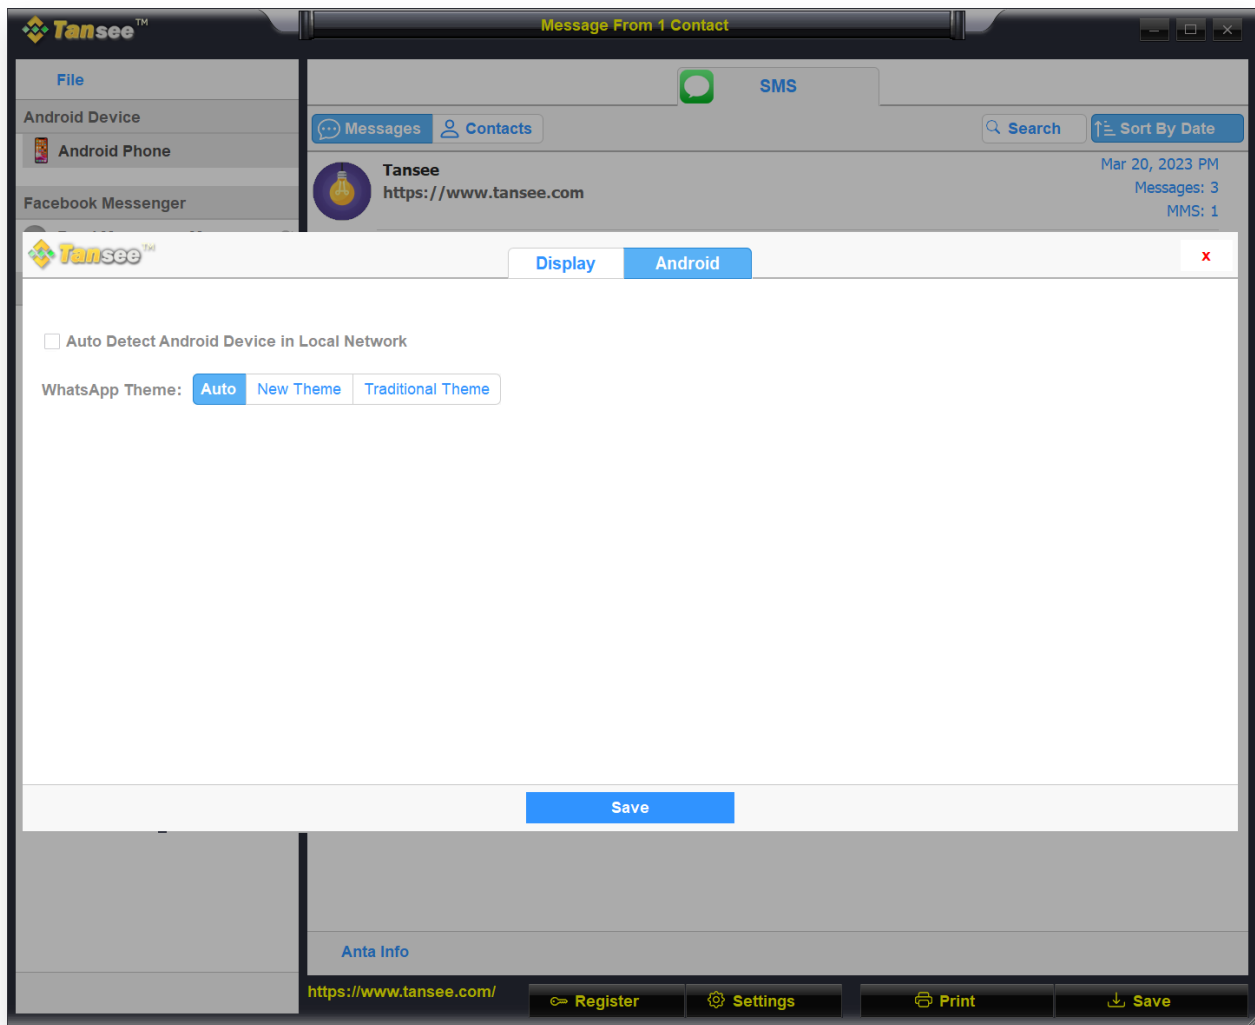 Tansee™
Message From 1 Contact
File
SMS
Android Device
Messages
Contacts
Search
Sort By Date
Android Phone
Tansee
https://www.tansee.com
Mar 20, 2023 PM
Messages: 3
MMS: 1
Facebook Messenger
Tansee™
Display
Android
x
Auto Detect Android Device in Local Network
WhatsApp Theme:
Auto
New Theme
Traditional Theme
Save
Anta Info
https://www.tansee.com/
Register
Settings
Print
Save